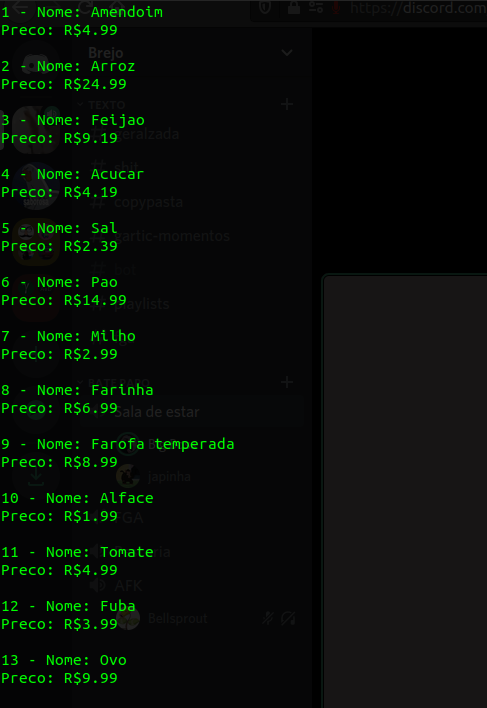 1 - Nome: Amendoim
Preco: R$4.99
2 - Nome: Arroz
Preco: R$24.99
3 - Nome: Feijao
Preco: R$9.19
4 - Nome: Acucar
Preco: R$4.19
5 - Nome: Sal
Preco: R$2.39
6 - Nome: Pao
Preco: R$14.99
7 - Nome: Milho
Preco: R$2.99
8 - Nome: Farinha
Preco: R$6.99
9 - Nome: Farofa temperada
Preco: R$8.99
10 - Nome: Alface
Preco: R$1.99
11 - Nome: Tomate
Preco: R$4.99
12 - Nome: Fuba
Preco: R$3.99
13 - Nome: Ovo
Preco: R$9.99
https://discord.com
Brejo
TEXTO
copypasta
gartic-momentos
bot
playlists
Sala de estar
japinha
AFK
Bellsprout